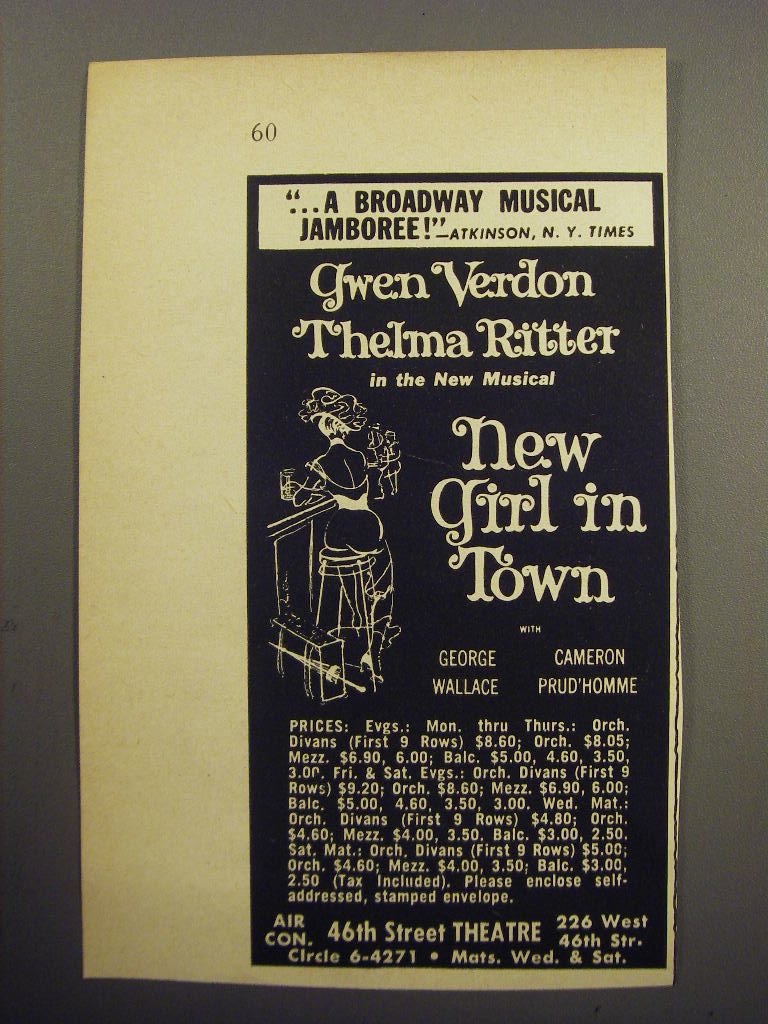 60
“...A BROADWAY MUSICAL
JAMBOREE!”—ATKINSON, N. Y. TIMES
Gwen Verdon
Thelma Ritter
in the New Musical
New
Girl in
Town
WITH
GEORGE WALLACE
CAMERON PRUD'HOMME
PRICES: Evgs.: Mon. thru Thurs.: Orch.
Divans (First 9 Rows) $8.60; Orch. $8.05;
Mezz. $6.90, 6.00; Balc. $5.00, 4.60, 3.50,
3.00. Fri. & Sat. Evgs.: Orch. Divans (First 9
Rows) $9.20; Orch. $8.60; Mezz. $6.90, 6.00;
Balc. $5.00, 4.60, 3.50, 3.00. Wed. Mat.:
Orch. Divans (First 9 Rows) $4.80; Orch.
$4.60; Mezz. $4.00, 3.50. Balc. $3.00, 2.50.
Sat. Mat.: Orch. Divans (First 9 Rows) $5.00;
Orch. $4.60; Mezz. $4.00, 3.50; Balc. $3.00,
2.50 (Tax Included). Please enclose self-
addressed, stamped envelope.
AIR CON. 46th Street THEATRE 226 West 46th Str.
CIrcle 6-4271 • Mats. Wed. & Sat.